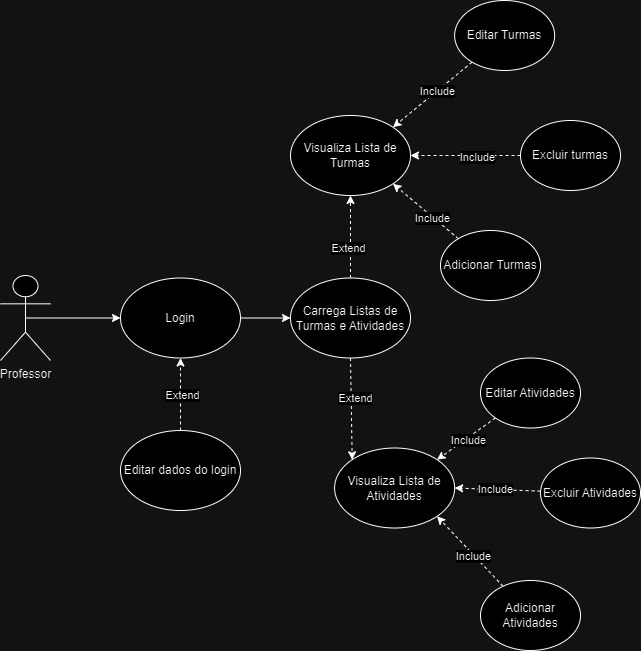 Editar Turmas
Include
Visualiza Lista de
Turmas
Include
Excluir turmas
Include
Extend
Adicionar Turmas
Login
Carrega Listas de
Turmas e Atividades
Professor
Extend
Extend
Editar Atividades
Include
Editar dados do login
Visualiza Lista de
Atividades
Include
Excluir Atividades
Include
Adicionar
Atividades